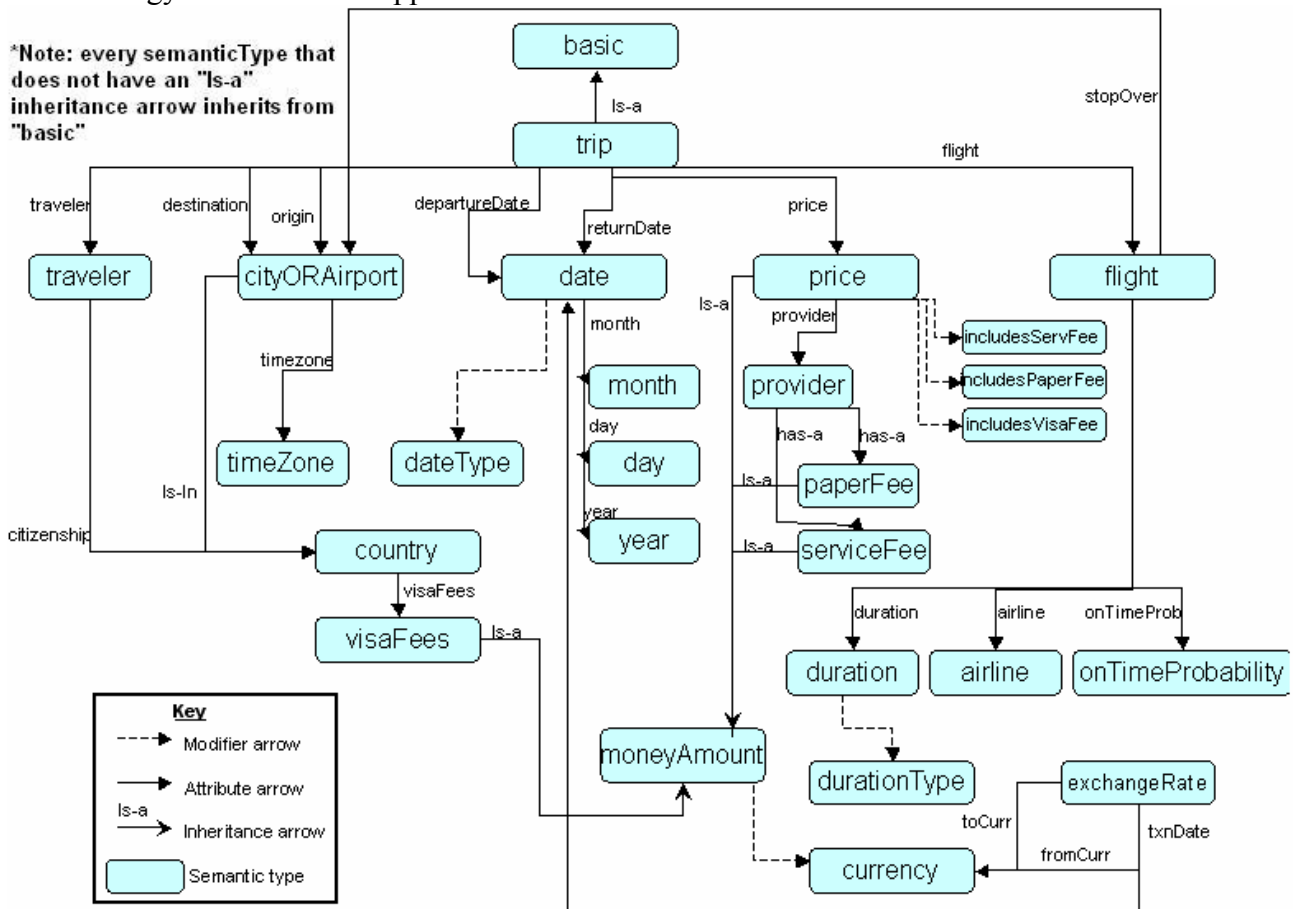 *Note: every semanticType that
does not have an "Is-a"
inheritance arrow inherits from
"basic"
basic
Is-a
stopOver
trip
flight
traveler
destination
origin
departureDate
returnDate
price
traveler
cityORAirport
date
price
flight
Is-a
provider
month
includesServFee
timezone
provider
includesPaperFee
month
includesVisaFee
day
has-a
has-a
timeZone
dateType
day
Is-In
Is-a
paperFee
year
citizenship
country
year
Is-a
serviceFee
visaFees
duration
airline
onTimeProb
visaFees
Is-a
duration
airline
onTimeProbability
Key
Modifier arrow
Attribute arrow
Is-a
Inheritance arrow
Semantic type
moneyAmount
durationType
exchangeRate
toCurr
txnDate
fromCurr
currency